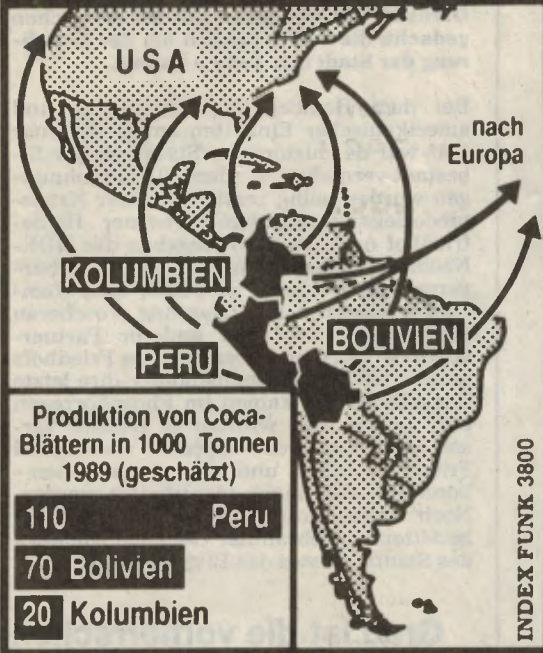 USA
nach
Europa
KOLUMBIEN
PERU
BOLIVIEN
Produktion von Coca-
Blättern in 1000 Tonnen
1989 (geschätzt)
110 Peru
70 Bolivien
20 Kolumbien
INDEX FUNK 3800